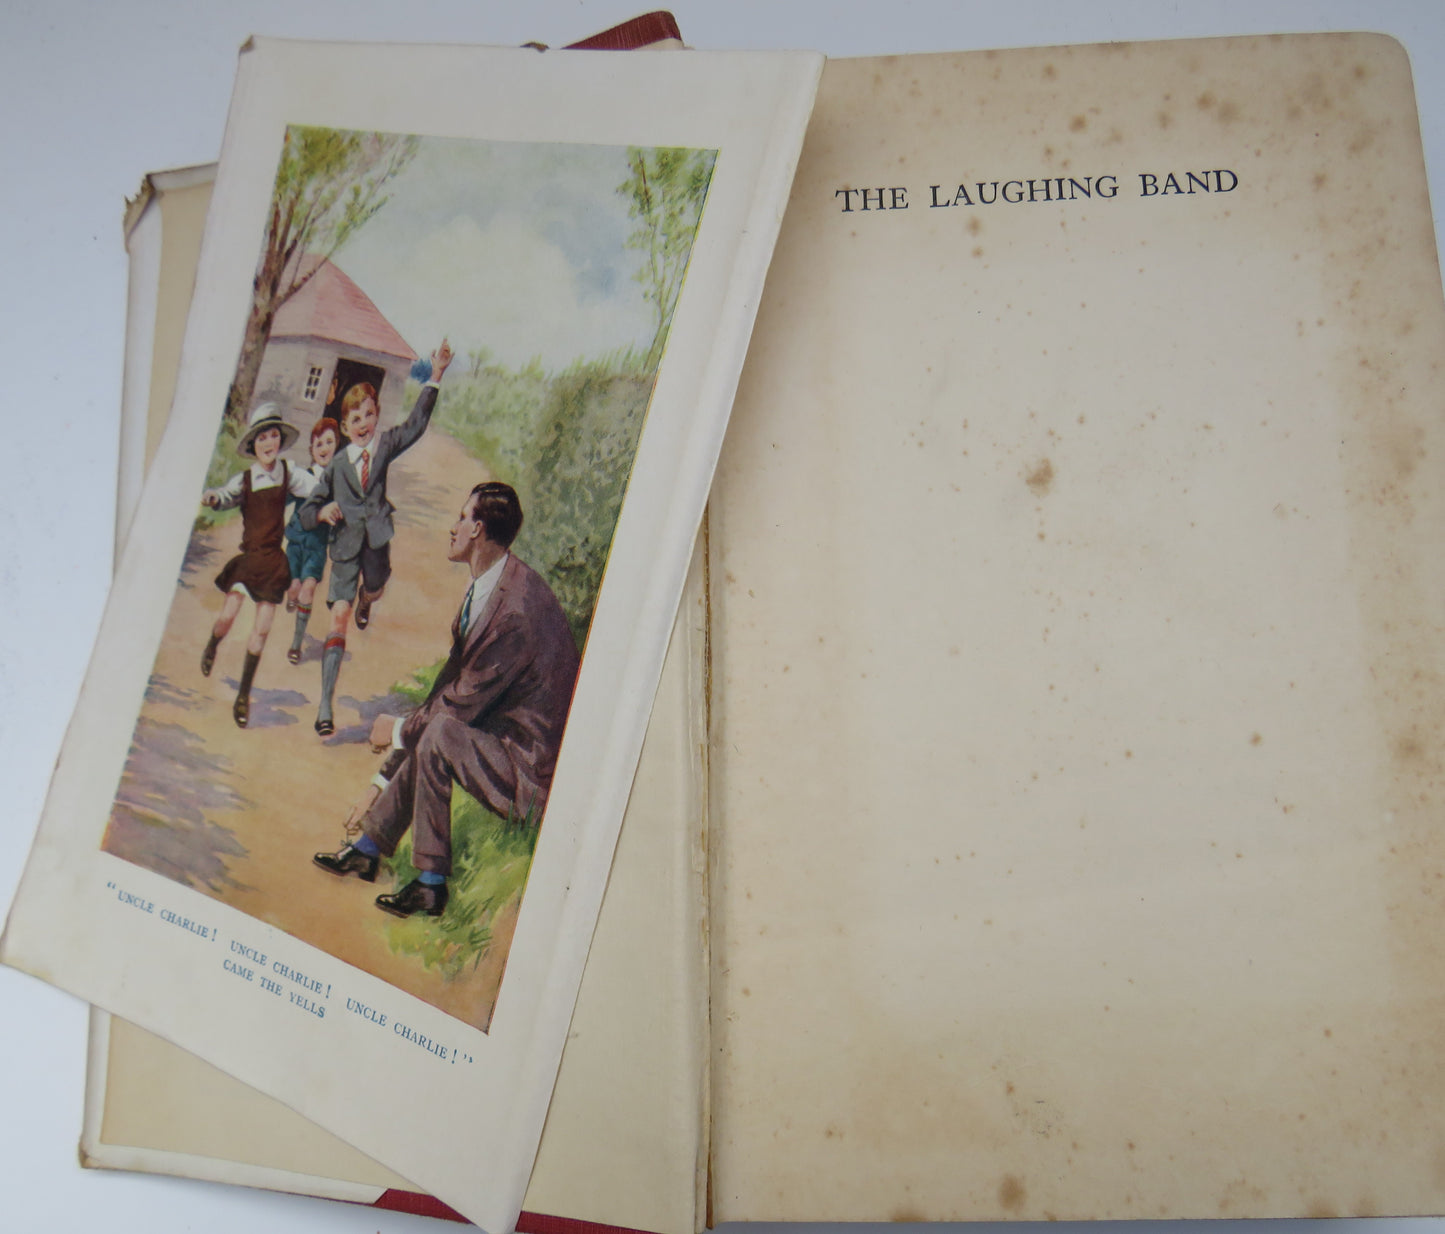 “UNCLE CHARLIE! UNCLE CHARLIE! UNCLE CHARLIE!”
CAME THE YELLS
THE LAUGHING BAND